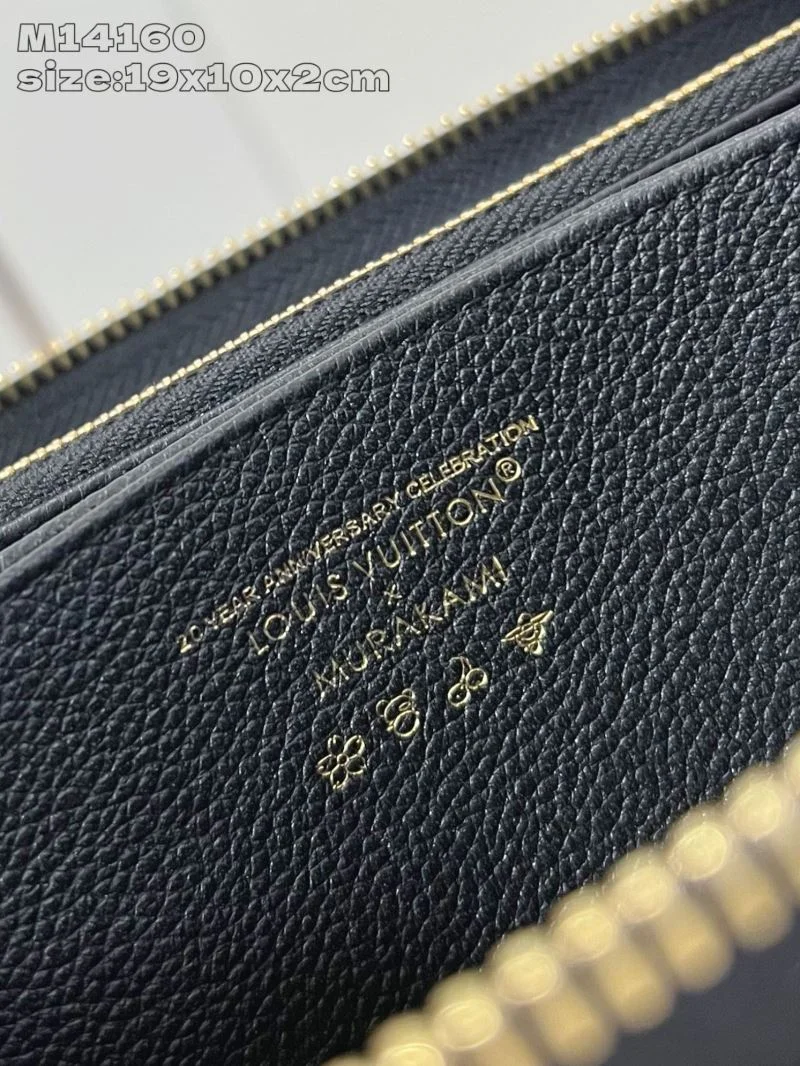 M14160
size:19x10x2cm
20 YEAR ANNIVERSARY CELEBRATION
LOUIS VUITTON®
x
MURAKAMI